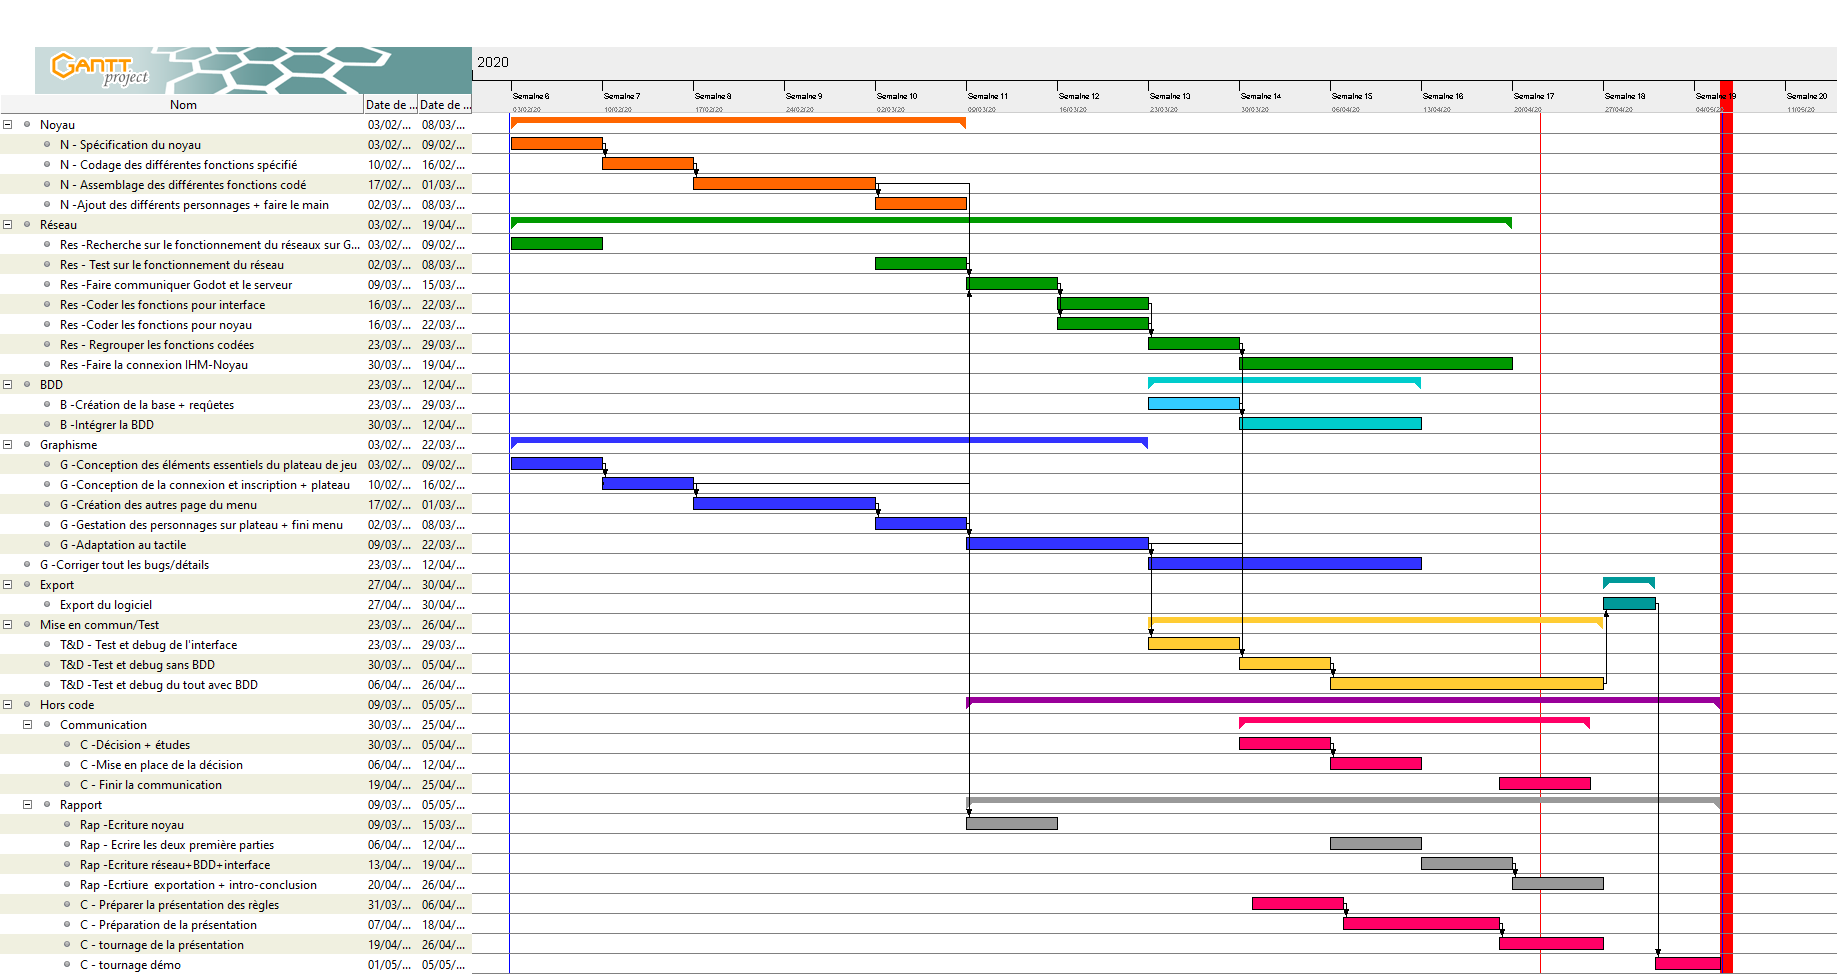 2020
GANTT
project
Nom Date de ... Date de ...
Semaine 6 Semaine 7 Semaine 8 Semaine 9 Semaine 10 Semaine 11 Semaine 12 Semaine 13 Semaine 14 Semaine 15 Semaine 16 Semaine 17 Semaine 18 Semaine 19 Semaine 20
03/02/20 10/02/20 17/02/20 24/02/20 02/03/20 09/03/20 16/03/20 23/03/20 30/03/20 06/04/20 13/04/20 20/04/20 27/04/20 04/05/20 11/05/20
Noyau 03/02/... 08/03/...
N - Spécification du noyau 03/02/... 09/02/...
N - Codage des différentes fonctions spécifié 10/02/... 16/02/...
N - Assemblage des différentes fonctions codé 17/02/... 01/03/...
N -Ajout des différents personnages + faire le main 02/03/... 08/03/...
Réseau 03/02/... 19/04/...
Res -Recherche sur le fonctionnement du réseaux sur G... 03/02/... 09/02/...
Res - Test sur le fonctionnement du réseau 02/03/... 08/03/...
Res -Faire communiquer Godot et le serveur 09/03/... 15/03/...
Res -Coder les fonctions pour interface 16/03/... 22/03/...
Res -Coder les fonctions pour noyau 16/03/... 22/03/...
Res - Regrouper les fonctions codées 23/03/... 29/03/...
Res -Faire la connexion IHM-Noyau 30/03/... 19/04/...
BDD 23/03/... 12/04/...
B -Création de la base + reqûetes 23/03/... 29/03/...
B -Intégrer la BDD 30/03/... 12/04/...
Graphisme 03/02/... 22/03/...
G -Conception des éléments essentiels du plateau de jeu 03/02/... 09/02/...
G -Conception de la connexion et inscription + plateau 10/02/... 16/02/...
G -Création des autres page du menu 17/02/... 01/03/...
G -Gestation des personnages sur plateau + fini menu 02/03/... 08/03/...
G -Adaptation au tactile 09/03/... 22/03/...
G -Corriger tout les bugs/détails 23/03/... 12/04/...
Export 27/04/... 30/04/...
Export du logiciel 27/04/... 30/04/...
Mise en commun/Test 23/03/... 26/04/...
T&D - Test et debug de l'interface 23/03/... 29/03/...
T&D -Test et debug sans BDD 30/03/... 05/04/...
T&D -Test et debug du tout avec BDD 06/04/... 26/04/...
Hors code 09/03/... 05/05/...
Communication 30/03/... 25/04/...
C -Décision + études 30/03/... 05/04/...
C -Mise en place de la décision 06/04/... 12/04/...
C - Finir la communication 19/04/... 25/04/...
Rapport 09/03/... 05/05/...
Rap -Ecriture noyau 09/03/... 15/03/...
Rap - Ecrire les deux première parties 06/04/... 12/04/...
Rap -Ecriture réseau+BDD+interface 13/04/... 19/04/...
Rap -Ecrtiure exportation + intro-conclusion 20/04/... 26/04/...
C - Préparer la présentation des règles 31/03/... 06/04/...
C - Préparation de la présentation 07/04/... 18/04/...
C - tournage de la présentation 19/04/... 26/04/...
C - tournage démo 01/05/... 05/05/...